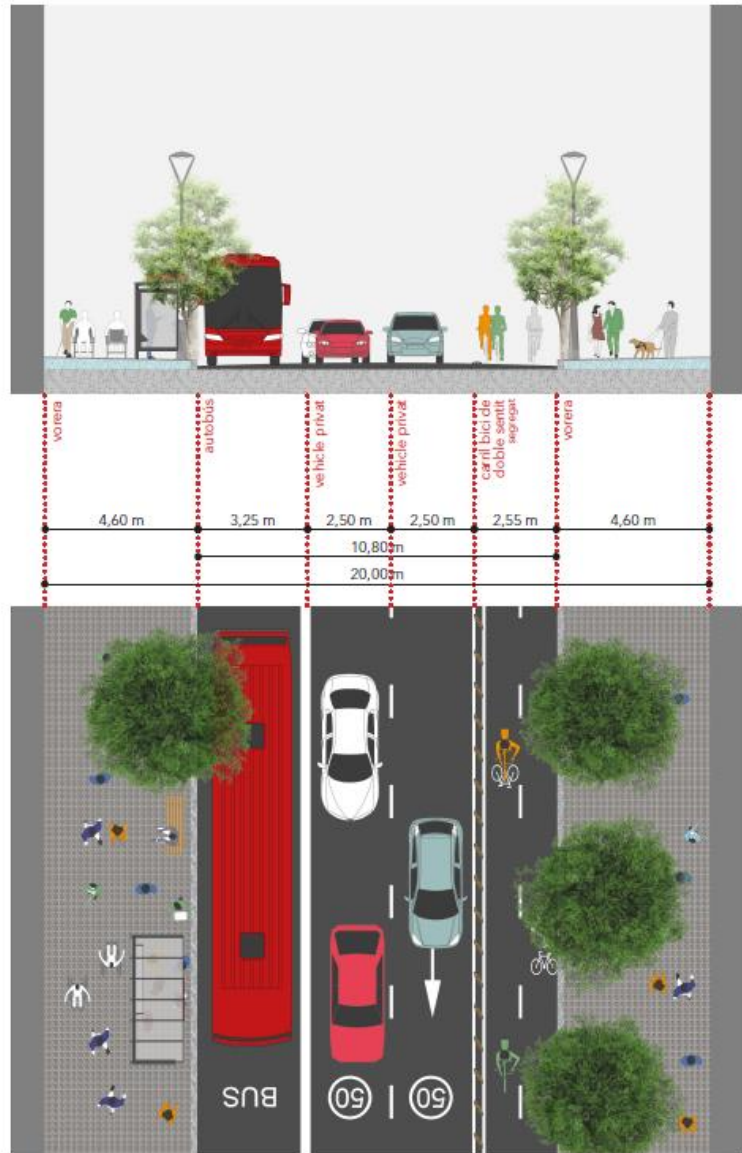 vorera
autobús
vehicle privat
vehicle privat
carril bici de
doble sentit
segregat
vorera
4,60 m
3,25 m
2,50 m
2,50 m
2,55 m
4,60 m
10,80 m
20,00 m
BUS
50
50